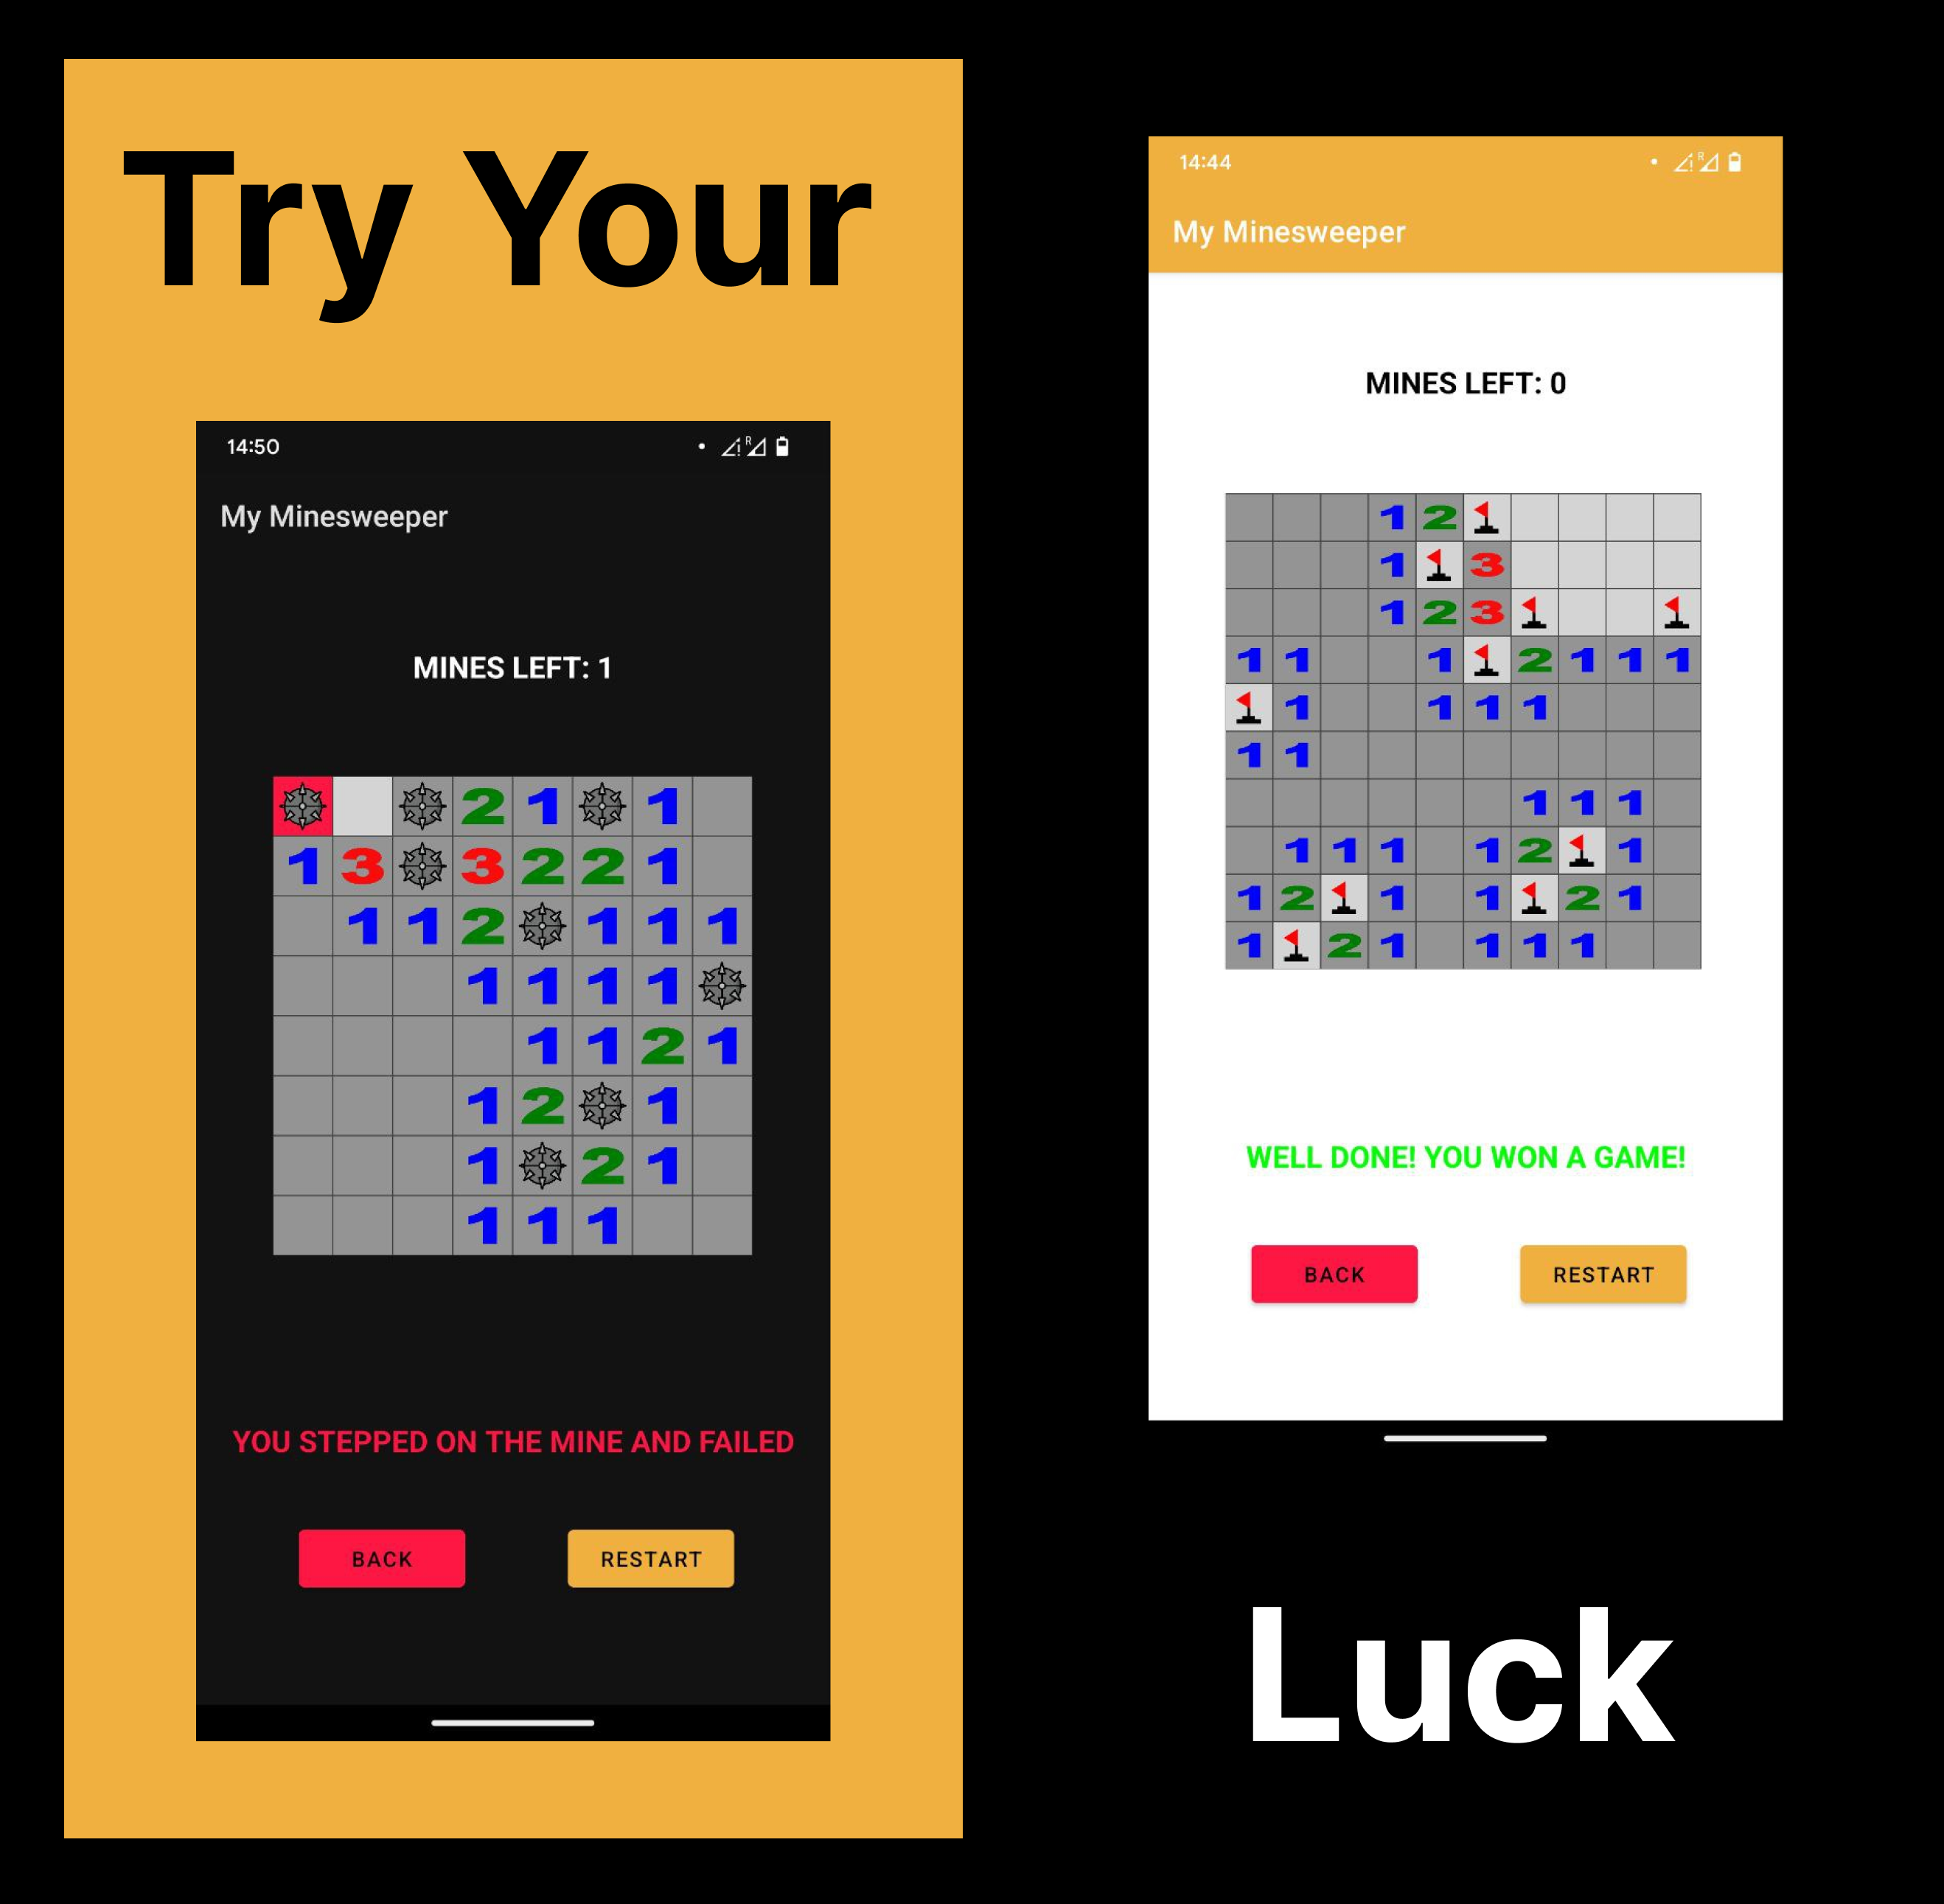 Try Your
14:50
R
My Minesweeper
MINES LEFT: 1
2 1 1
1 3 3 2 2 1
1 1 2 1 1 1
1 1 1 1
1 1 2 1
1 2 1
1 2 1
1 1 1
YOU STEPPED ON THE MINE AND FAILED
BACK RESTART
14:44
R
My Minesweeper
MINES LEFT: 0
1 2
1 3
1 2 3
1 1 1 2 1 1 1
1 1 1 1
1 1
1 1 1
1 1 1 1 2 1
1 2 1 1 2 1
1 2 1 1 1 1
WELL DONE! YOU WON A GAME!
BACK RESTART
Luck